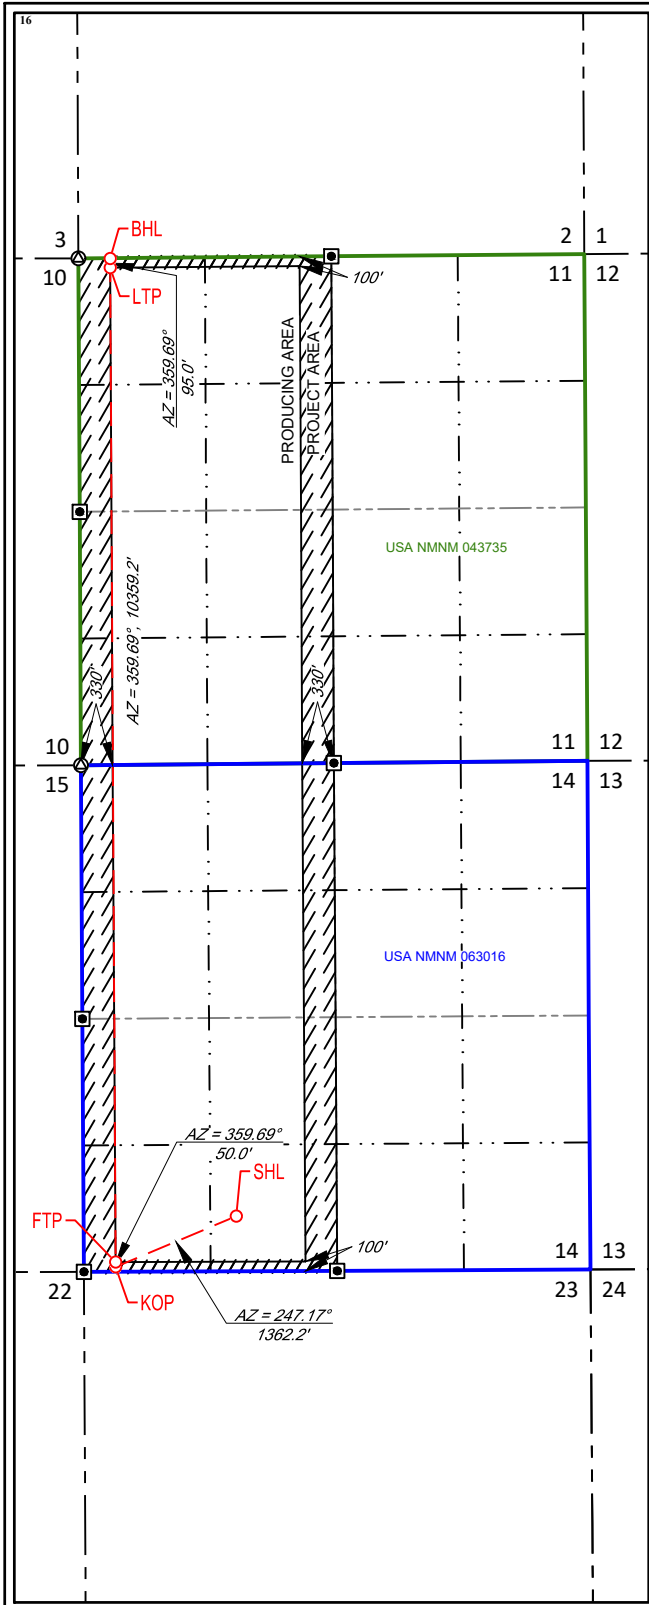 16
3
2
1
BHL
10
11
12
LTP
100'
AZ = 359.69°
95.0'
PRODUCING AREA
PROJECT AREA
USA NMNM 043735
AZ = 359.69°, 10359.2'
330'
330'
10
11
12
15
14
13
USA NMNM 063016
AZ = 359.69°
50.0'
SHL
FTP
100'
14
13
22
23
24
KOP
AZ = 247.17°
1362.2'